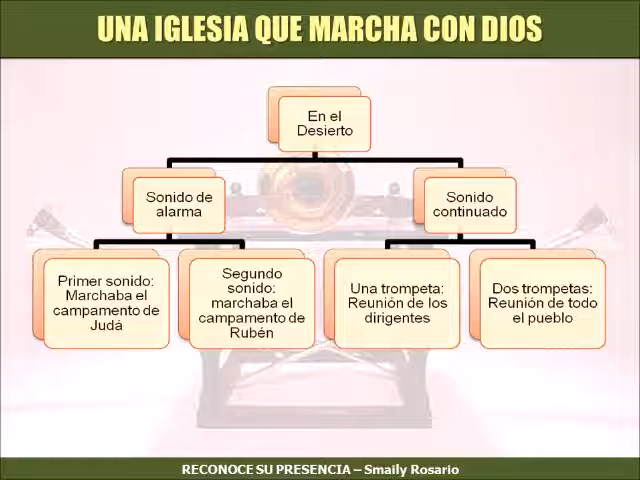 UNA IGLESIA QUE MARCHA CON DIOS
En el
Desierto
Sonido de
alarma
Sonido
continuado
Primer sonido:
Marchaba el
campamento de
Judá
Segundo
sonido:
marchaba el
campamento de
Rubén
Una trompeta:
Reunión de los
dirigentes
Dos trompetas:
Reunión de todo
el pueblo
RECONOCE SU PRESENCIA – Smaily Rosario